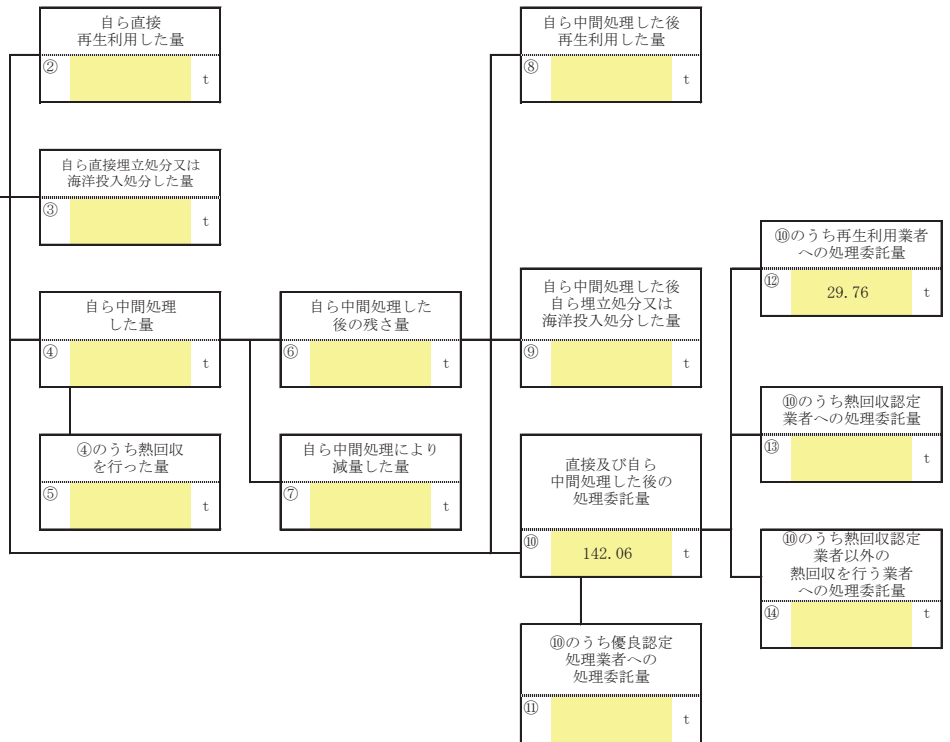 自ら直接
再生利用した量
②
t
自ら直接埋立処分又は
海洋投入処分した量
③
t
自ら中間処理
した量
④
t
④のうち熱回収
を行った量
⑤
t
自ら中間処理した
後の残さ量
⑥
t
自ら中間処理により
減量した量
⑦
t
自ら中間処理した後
再生利用した量
⑧
t
自ら中間処理した後
自ら埋立処分又は
海洋投入処分した量
⑨
t
直接及び自ら
中間処理した後の
処理委託量
⑩ 142.06 t
⑩のうち優良認定
処理業者への
処理委託量
⑪
t
⑩のうち再生利用業者
への処理委託量
⑫ 29.76 t
⑩のうち熱回収認定
業者への処理委託量
⑬
t
⑩のうち熱回収認定
業者以外の
熱回収を行う業者
への処理委託量
⑭
t